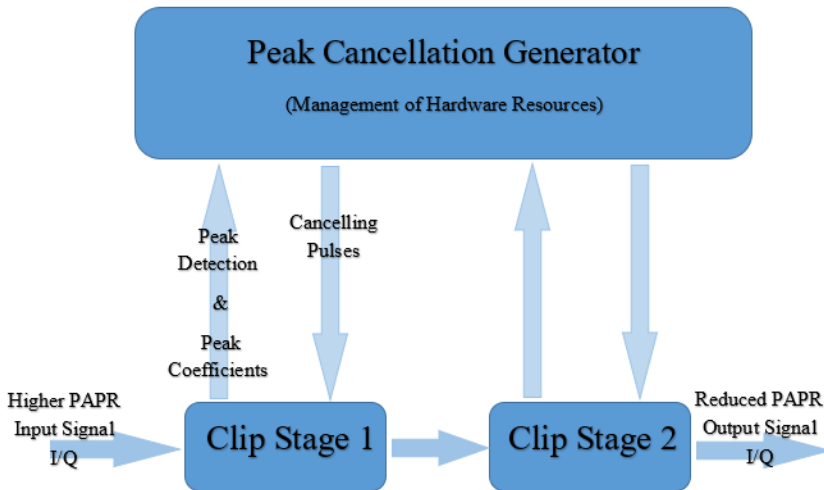 Peak Cancellation Generator
(Management of Hardware Resources)
Peak
Detection
&
Peak
Coefficients
Cancelling
Pulses
Higher PAPR
Input Signal
I/Q
Clip Stage 1
Clip Stage 2
Reduced PAPR
Output Signal
I/Q